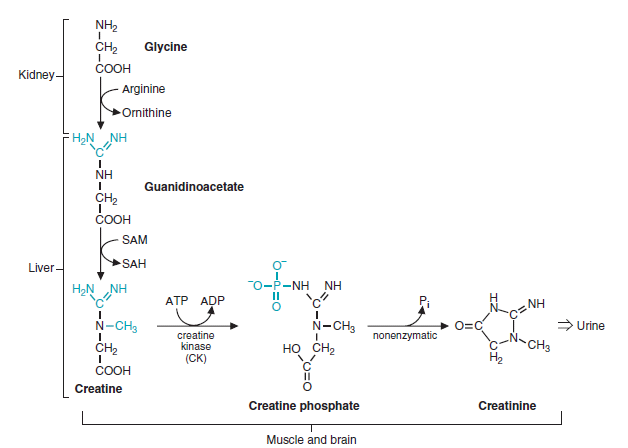 NH₂
CH₂ Glycine
COOH
Kidney
Arginine
Ornithine
H₂N NH
C
NH
Guanidinoacetate
CH₂
COOH
SAM
Liver
SAH
H₂N NH
C
N–CH₃
CH₂
COOH
Creatine
ATP ADP
creatine
kinase
(CK)
O⁻
⁻O–P–NH NH
O C
N–CH₃
HO CH₂
C
O
Creatine phosphate
Pᵢ
nonenzymatic
H
N
C NH
O=C
N
C CH₃
H₂
Creatinine
Urine
Muscle and brain